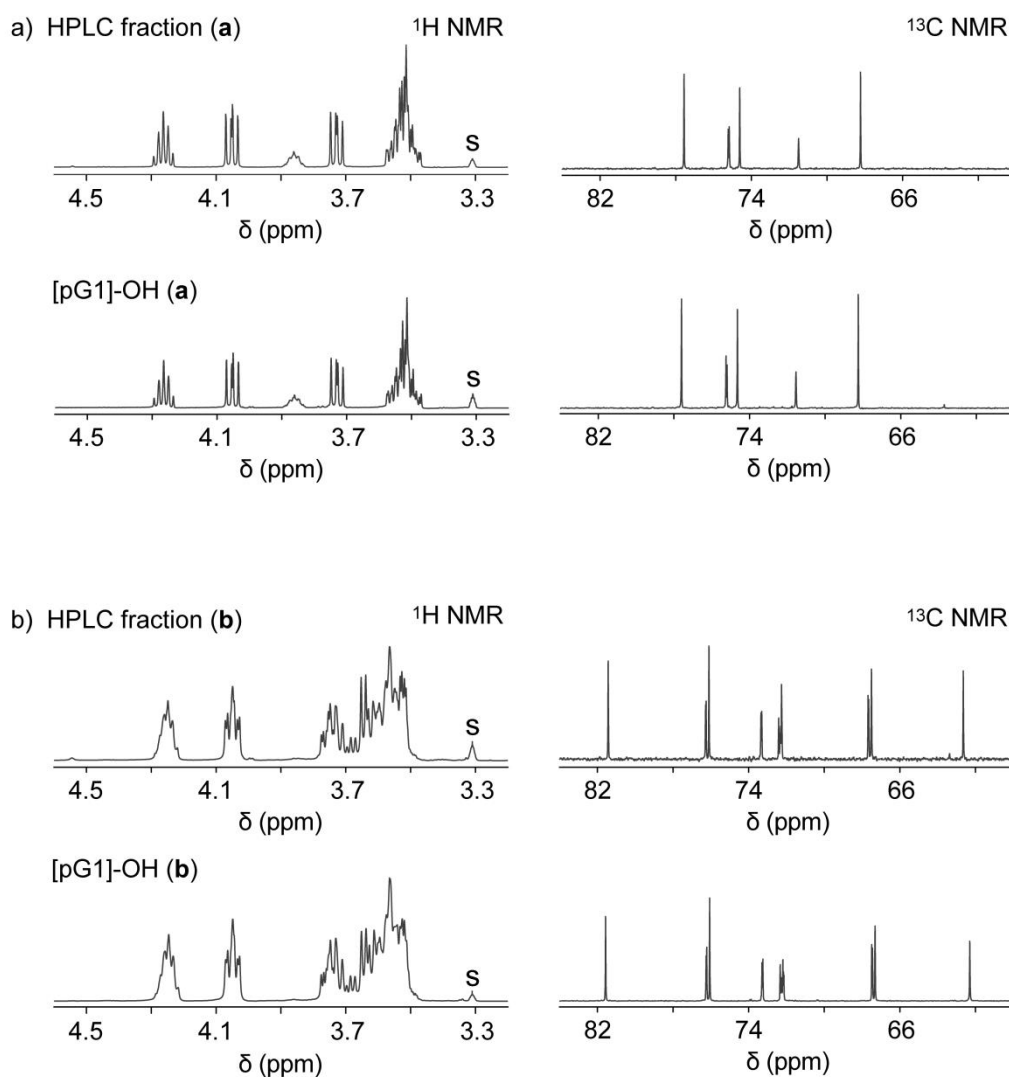 a) HPLC fraction (a) ¹H NMR ¹³C NMR
S
4.5 4.1 3.7 3.3 82 74 66
δ (ppm) δ (ppm)
[pG1]-OH (a)
S
4.5 4.1 3.7 3.3 82 74 66
δ (ppm) δ (ppm)
b) HPLC fraction (b) ¹H NMR ¹³C NMR
S
4.5 4.1 3.7 3.3 82 74 66
δ (ppm) δ (ppm)
[pG1]-OH (b)
S
4.5 4.1 3.7 3.3 82 74 66
δ (ppm) δ (ppm)